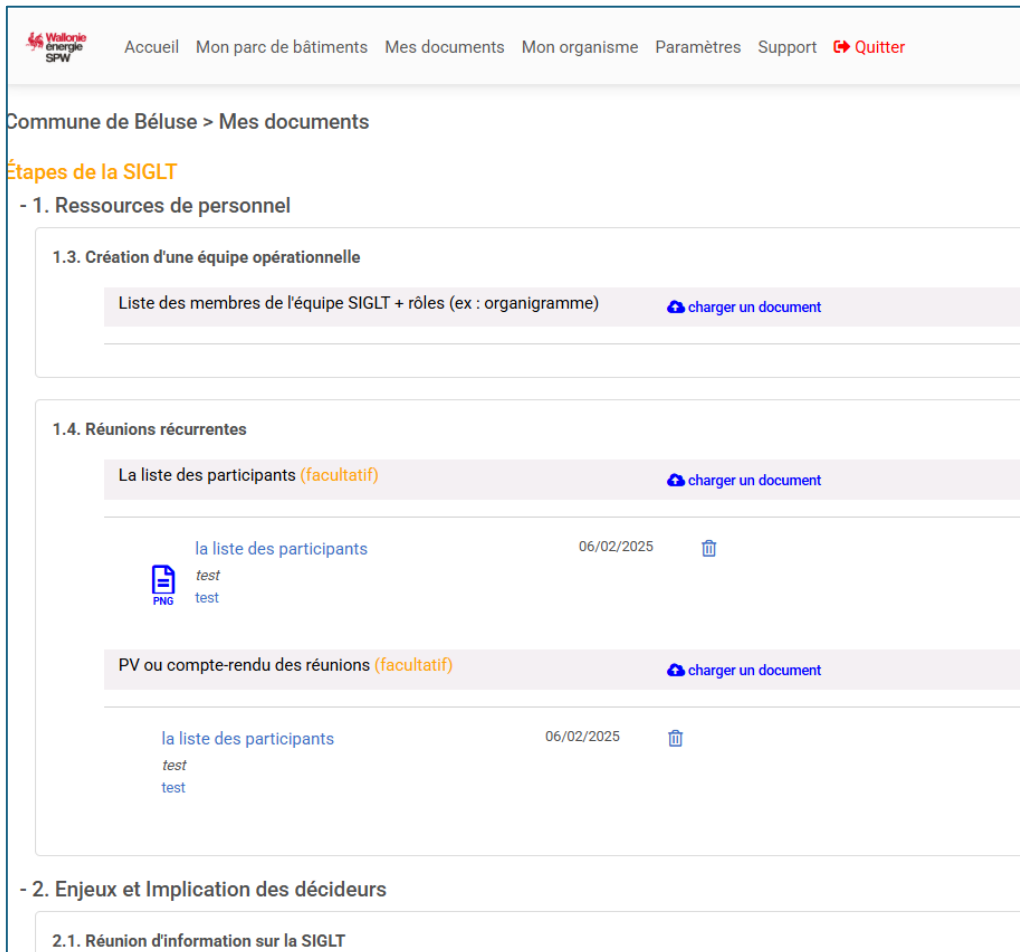 Wallonie
énergie
SPW
Accueil Mon parc de bâtiments Mes documents Mon organisme Paramètres Support Quitter
Commune de Béluse > Mes documents
Étapes de la SIGLT
- 1. Ressources de personnel
1.3. Création d'une équipe opérationnelle
Liste des membres de l'équipe SIGLT + rôles (ex : organigramme) charger un document
1.4. Réunions récurrentes
La liste des participants (facultatif) charger un document
la liste des participants 06/02/2025
test
PNG test
PV ou compte-rendu des réunions (facultatif) charger un document
la liste des participants 06/02/2025
test
test
- 2. Enjeux et Implication des décideurs
2.1. Réunion d'information sur la SIGLT